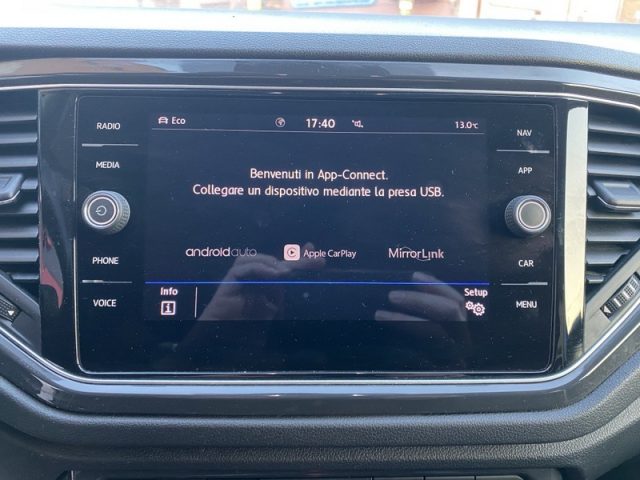 RADIO
MEDIA
PHONE
VOICE
Eco
17:40
13.0°C
Benvenuti in App-Connect.
Collegare un dispositivo mediante la presa USB.
androidauto
Apple CarPlay
MirrorLink
Info
Setup
NAV
APP
CAR
MENU